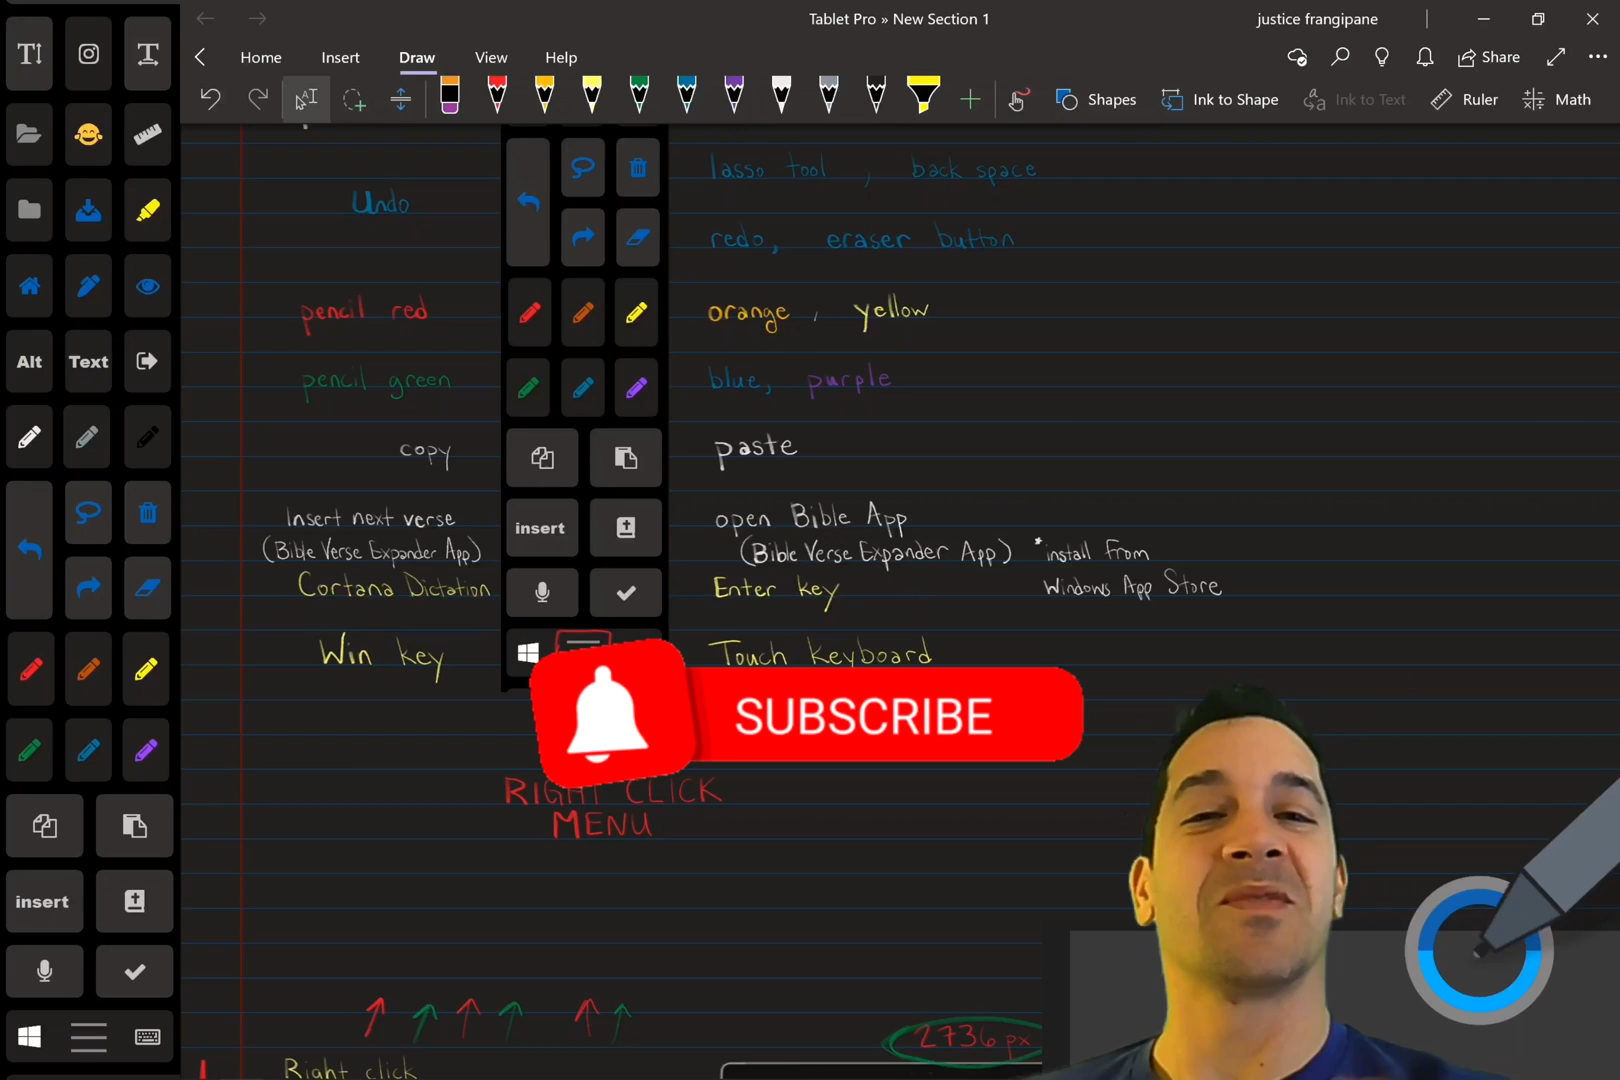 Tablet Pro » New Section 1
justice frangipane
Home Insert Draw View Help
Share
Shapes
Ink to Shape
Ink to Text
Ruler
Math
Alt
Text
insert
lasso tool , back space
Undo
redo, eraser button
pencil red
orange , yellow
pencil green
blue, purple
copy
paste
Insert next verse
(Bible Verse Expander App)
insert
open Bible App
(Bible Verse Expander App)
*install from
Windows App Store
Cortana Dictation
Enter key
Win key
Touch Keyboard
SUBSCRIBE
RIGHT CLICK
MENU
2736 px
Right click